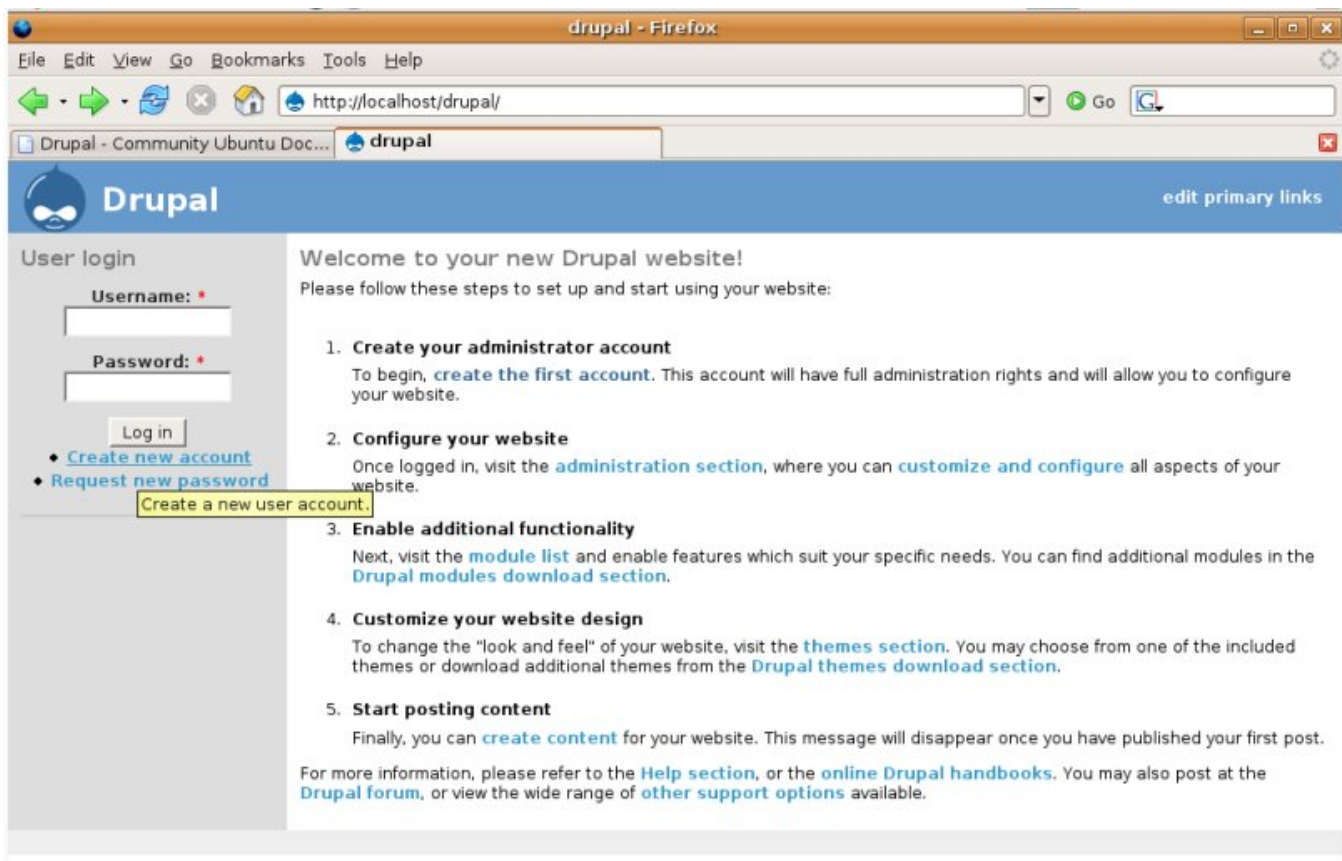 drupal - Firefox
File Edit View Go Bookmarks Tools Help
http://localhost/drupal/
Go
G
Drupal - Community Ubuntu Doc...
drupal
Drupal
edit primary links
User login
Username: *
Password: *
Log in
Create new account
Request new password
Create a new user account.
Welcome to your new Drupal website!
Please follow these steps to set up and start using your website:
1. Create your administrator account
To begin, create the first account. This account will have full administration rights and will allow you to configure
your website.
2. Configure your website
Once logged in, visit the administration section, where you can customize and configure all aspects of your
website.
3. Enable additional functionality
Next, visit the module list and enable features which suit your specific needs. You can find additional modules in the
Drupal modules download section.
4. Customize your website design
To change the "look and feel" of your website, visit the themes section. You may choose from one of the included
themes or download additional themes from the Drupal themes download section.
5. Start posting content
Finally, you can create content for your website. This message will disappear once you have published your first post.
For more information, please refer to the Help section, or the online Drupal handbooks. You may also post at the
Drupal forum, or view the wide range of other support options available.